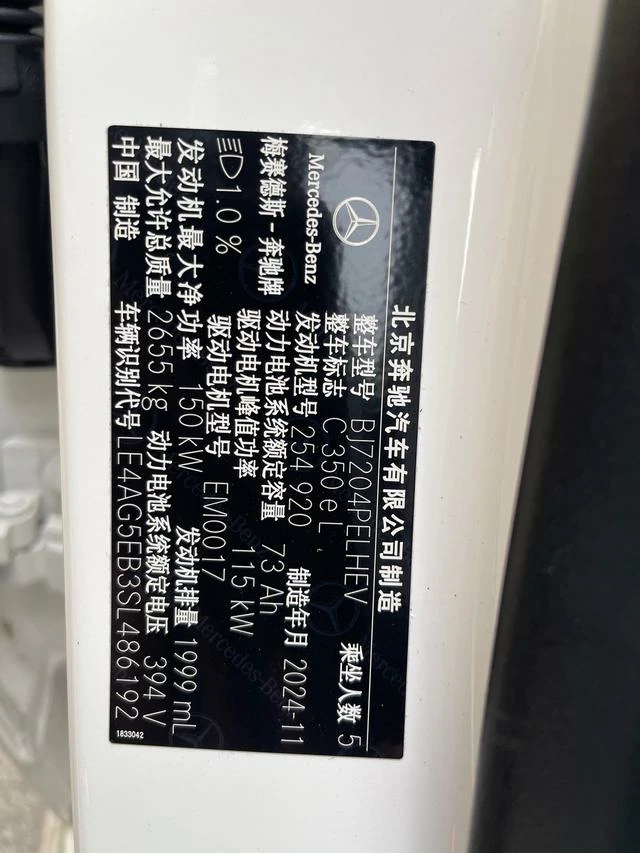 北京奔驰汽车有限公司制造
整车型号 BJ7204PELHEV 乘坐人数 5
整车标志 C 350 e L
Mercedes-Benz 发动机型号 254 920 制造年月 2024-11
动力电池系统额定容量 73 Ah
梅赛德斯-奔驰牌 驱动电机峰值功率 115 kW
1.0 % 驱动电机型号 EM0017
发动机最大净功率 150 kW 发动机排量 1999 mL
最大允许总质量 2655 kg 动力电池系统额定电压 394 V
中国 制造 车辆识别代号 LE4AG5EB3SL486192
1633042